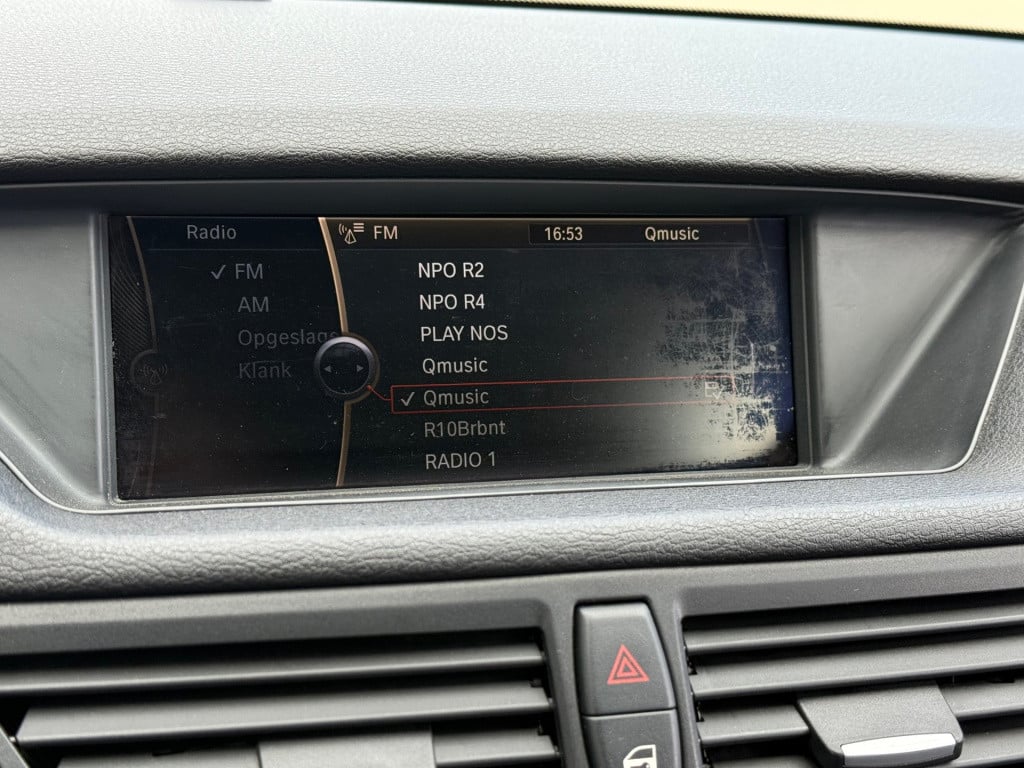 Radio
FM
AM
Opgeslage
Klank
FM 16:53 Qmusic
NPO R2
NPO R4
PLAY NOS
Qmusic
Qmusic
R10Brbnt
RADIO 1